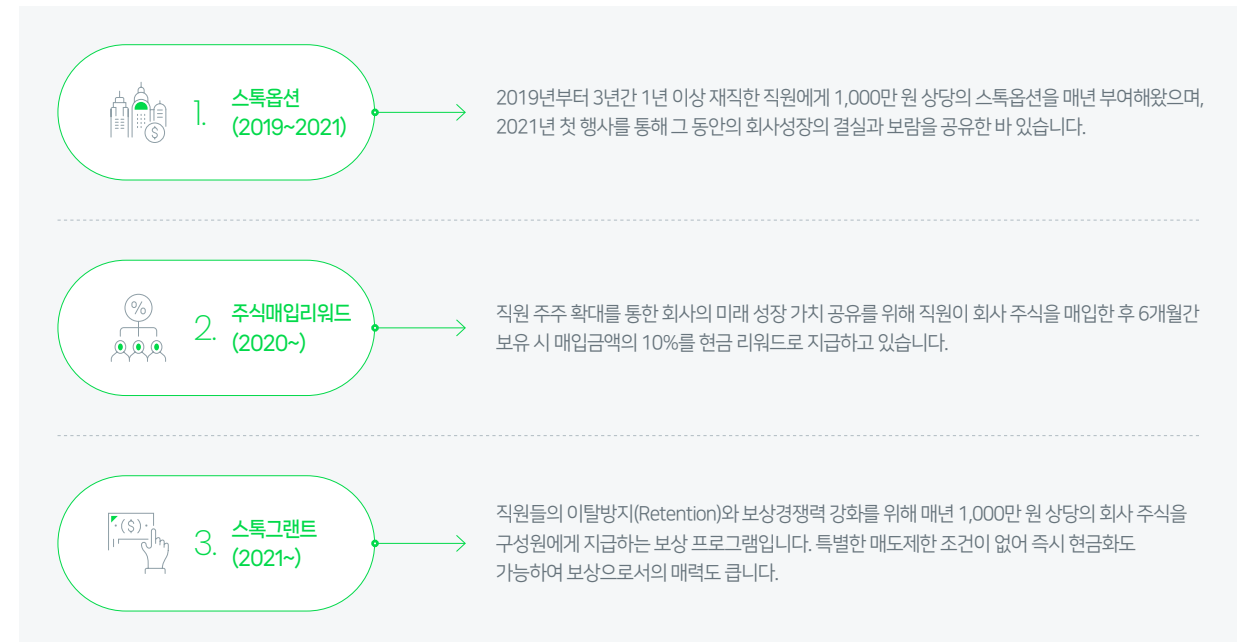 1.
스톡옵션
(2019~2021)
2019년부터 3년간 1년 이상 재직한 직원에게 1,000만 원 상당의 스톡옵션을 매년 부여해왔으며,
2021년 첫 행사를 통해 그 동안의 회사성장의 결실과 보람을 공유한 바 있습니다.
%
2.
주식매입리워드
(2020~)
직원 주주 확대를 통한 회사의 미래 성장 가치 공유를 위해 직원이 회사 주식을 매입한 후 6개월간
보유 시 매입금액의 10%를 현금 리워드로 지급하고 있습니다.
3.
스톡그랜트
(2021~)
직원들의 이탈방지(Retention)와 보상경쟁력 강화를 위해 매년 1,000만 원 상당의 회사 주식을
구성원에게 지급하는 보상 프로그램입니다. 특별한 매도제한 조건이 없어 즉시 현금화도
가능하여 보상으로서의 매력도 큽니다.